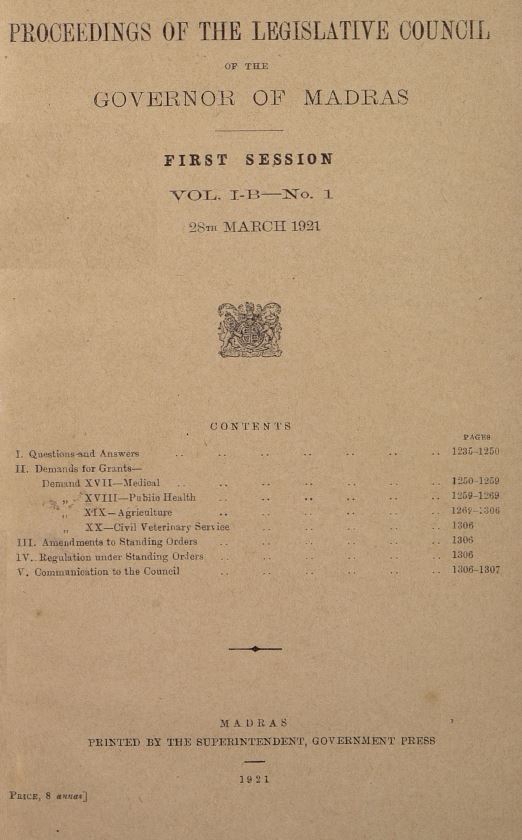 PROCEEDINGS OF THE LEGISLATIVE COUNCIL
OF THE
GOVERNOR OF MADRAS
FIRST SESSION
VOL. I-B—No. 1
28TH MARCH 1921
CONTENTS
PAGES
I. Questions and Answers .. .. .. .. .. .. 1235-1250
II. Demands for Grants—
Demand XVII—Medical .. .. .. .. .. .. 1250-1259
„ XVIII—Public Health .. .. .. .. .. 1259-1269
„ XIX—Agriculture .. .. .. .. .. 1269-1306
„ XX—Civil Veterinary Service .. .. .. .. 1306
III. Amendments to Standing Orders .. .. .. .. .. 1306
IV. Regulation under Standing Orders .. .. .. .. .. 1306
V. Communication to the Council .. .. .. .. .. 1306-1307
MADRAS
PRINTED BY THE SUPERINTENDENT, GOVERNMENT PRESS
1921
PRICE, 8 annas]